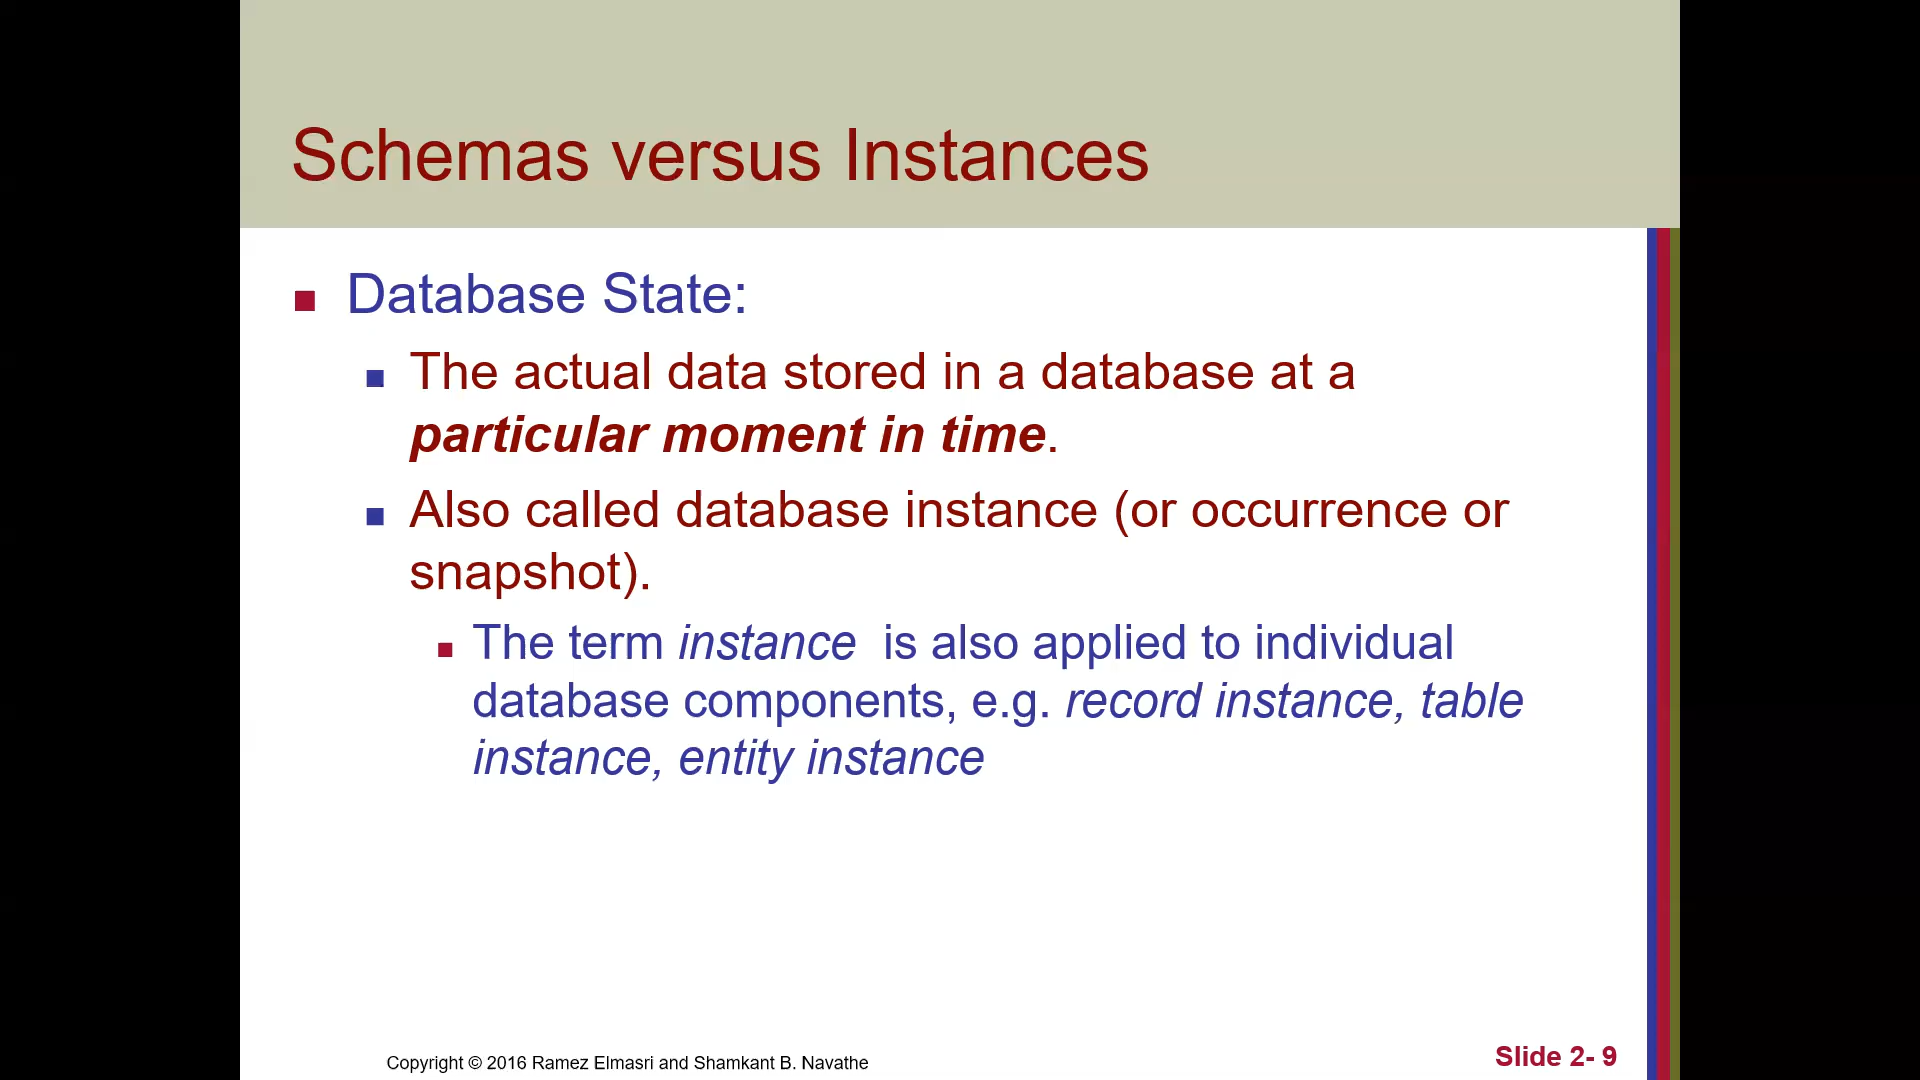 Schemas versus Instances
Database State:
The actual data stored in a database at a
particular moment in time.
Also called database instance (or occurrence or
snapshot).
The term instance is also applied to individual
database components, e.g. record instance, table
instance, entity instance
Copyright © 2016 Ramez Elmasri and Shamkant B. Navathe
Slide 2- 9